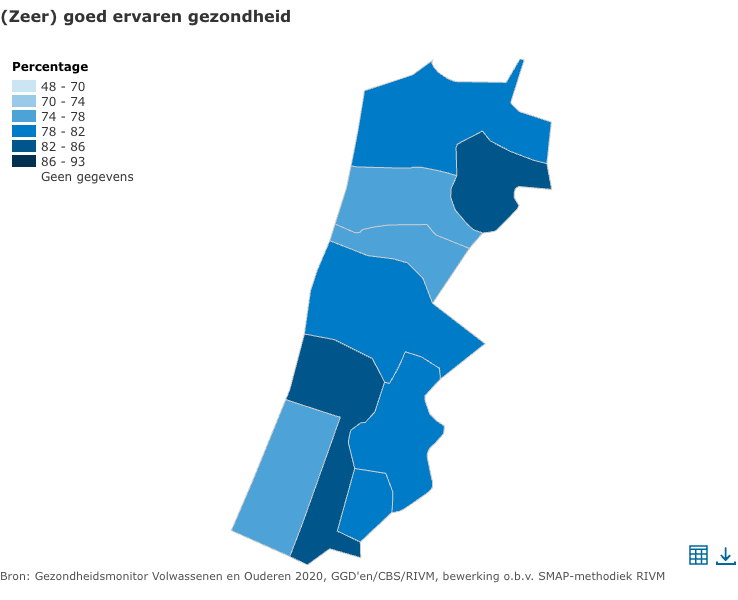 (Zeer) goed ervaren gezondheid
Percentage
48 - 70
70 - 74
74 - 78
78 - 82
82 - 86
86 - 93
Geen gegevens
Bron: Gezondheidsmonitor Volwassenen en Ouderen 2020, GGD'en/CBS/RIVM, bewerking o.b.v. SMAP-methodiek RIVM